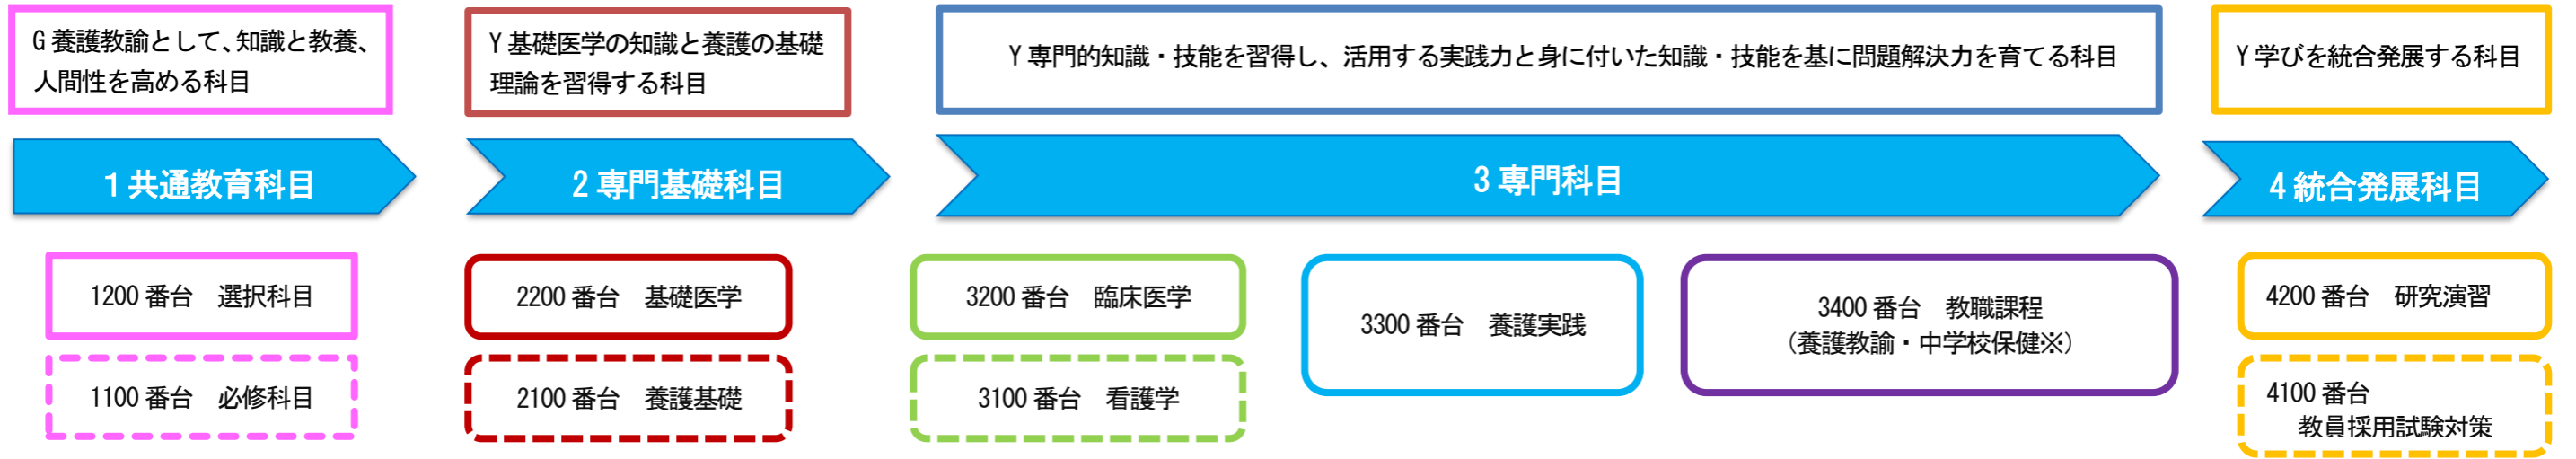 G 養護教諭として、知識と教養、
人間性を高める科目
Y 基礎医学の知識と養護の基礎
理論を習得する科目
Y 専門的知識・技能を習得し、活用する実践力と身に付いた知識・技能を基に問題解決力を育てる科目
Y 学びを統合発展する科目
1 共通教育科目
2 専門基礎科目
3 専門科目
4 統合発展科目
1200 番台　選択科目
1100 番台　必修科目
2200 番台　基礎医学
2100 番台　養護基礎
3200 番台　臨床医学
3100 番台　看護学
3300 番台　養護実践
3400 番台　教職課程
（養護教諭・中学校保健※）
4200 番台　研究演習
4100 番台
教員採用試験対策